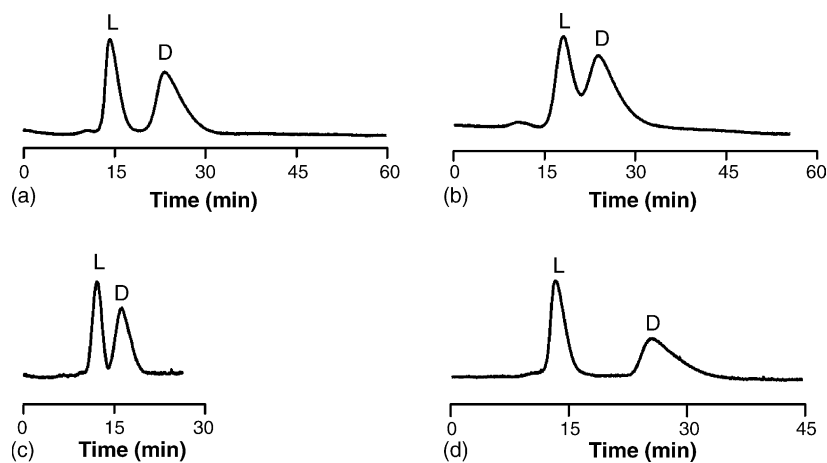 L
D
0 15 30 45 60
(a) Time (min)
L
D
0 15 30 45 60
(b) Time (min)
L
D
0 15 30
(c) Time (min)
L
D
0 15 30 45
(d) Time (min)